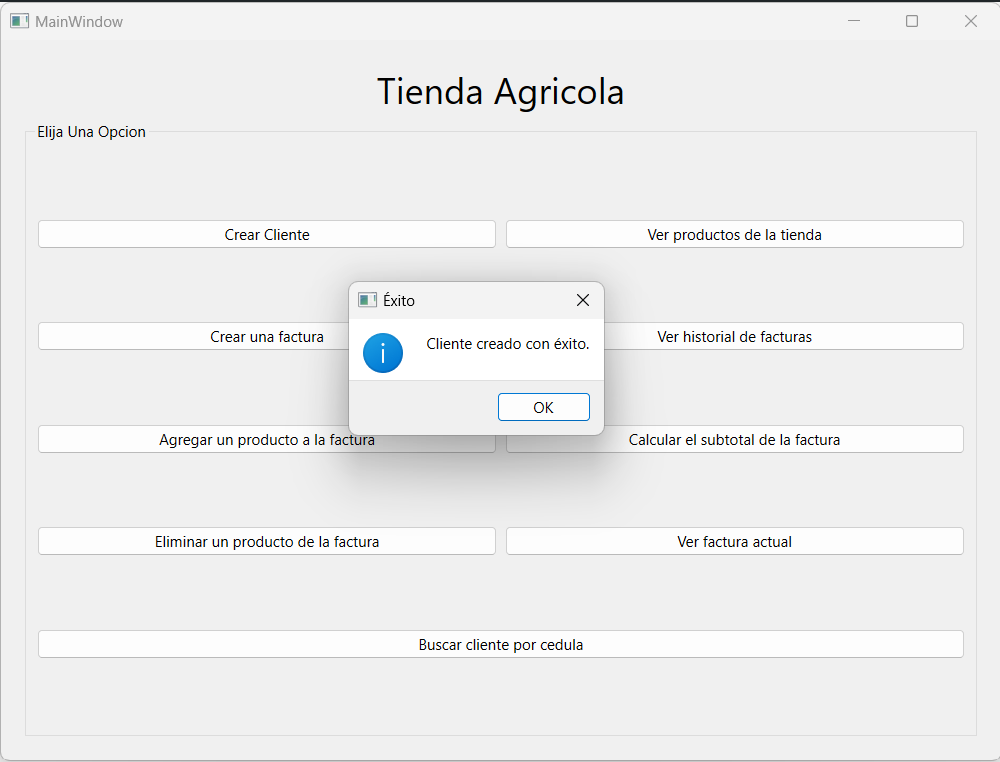 MainWindow
Tienda Agricola
Elija Una Opcion
Crear Cliente
Ver productos de la tienda
Éxito
Cliente creado con éxito.
OK
Crear una factura
Ver historial de facturas
Agregar un producto a la factura
Calcular el subtotal de la factura
Eliminar un producto de la factura
Ver factura actual
Buscar cliente por cedula